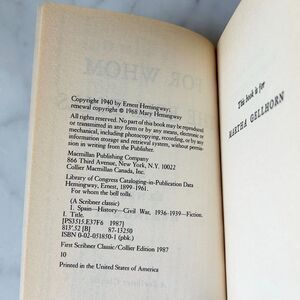 Copyright 1940 by Ernest Hemingway;
renewal copyright © 1968 Mary Hemingway
All rights reserved. No part of this book may be reproduced
or transmitted in any form or by any means, electronic or
mechanical, including photocopying, recording, or by any
information storage and retrieval system, without permission
in writing from the Publisher.
Macmillan Publishing Company
866 Third Avenue, New York, N.Y. 10022
Collier Macmillan Canada, Inc.
Library of Congress Cataloging-in-Publication Data
Hemingway, Ernest, 1899–1961.
For whom the bell tolls.
(A Scribner classic)
1. Spain—History—Civil War, 1936–1939—Fiction.
I. Title.
[PS3515.E37F6 1987]
813'.52 [B] 87-13250
ISBN 0-02-051850-1 (pbk.)
First Scribner Classic/Collier Edition 1987
10
Printed in the United States of America
This book is for
MARTHA GELLHORN
FOR WHOM